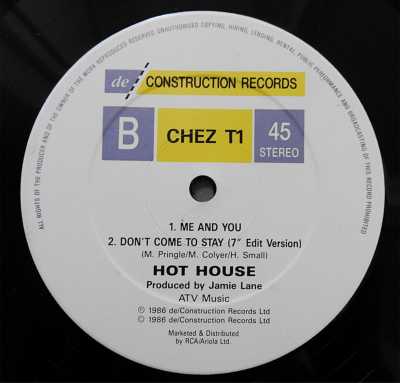 ALL RIGHTS OF THE PRODUCER AND OF THE OWNER OF THE WORK REPRODUCED RESERVED. UNAUTHORISED COPYING, HIRING, LENDING, RENTAL, PUBLIC PERFORMANCE AND BROADCASTING OF THIS RECORD PROHIBITED
de/CONSTRUCTION RECORDS
B CHEZ T1 45
STEREO
1. ME AND YOU
2. DON'T COME TO STAY (7" Edit Version)
(M. Pringle/M. Colyer/H. Small)
HOT HOUSE
Produced by Jamie Lane
ATV Music
℗ 1986 de/Construction Records Ltd
© 1986 de/Construction Records Ltd
Marketed & Distributed
by RCA/Ariola Ltd.